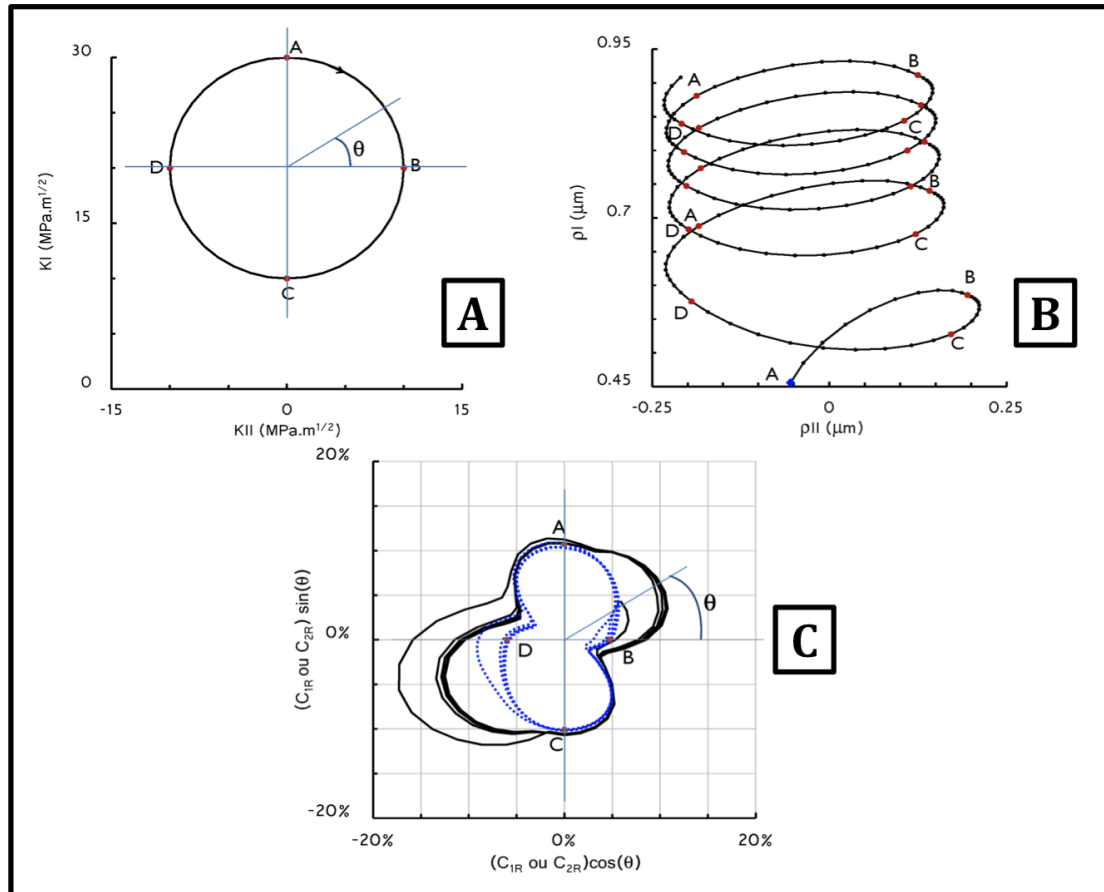 30
15
0
-15
0
15
KI (MPa.m1/2)
KII (MPa.m1/2)
A
B
C
D
θ
A
0.95
0.7
0.45
-0.25
0
0.25
ρI (μm)
ρII (μm)
A
B
C
D
A
B
C
D
A
B
C
D
B
20%
0%
-20%
-20%
0%
20%
(C1R ou C2R) sin(θ)
(C1R ou C2R)cos(θ)
A
B
C
D
θ
C